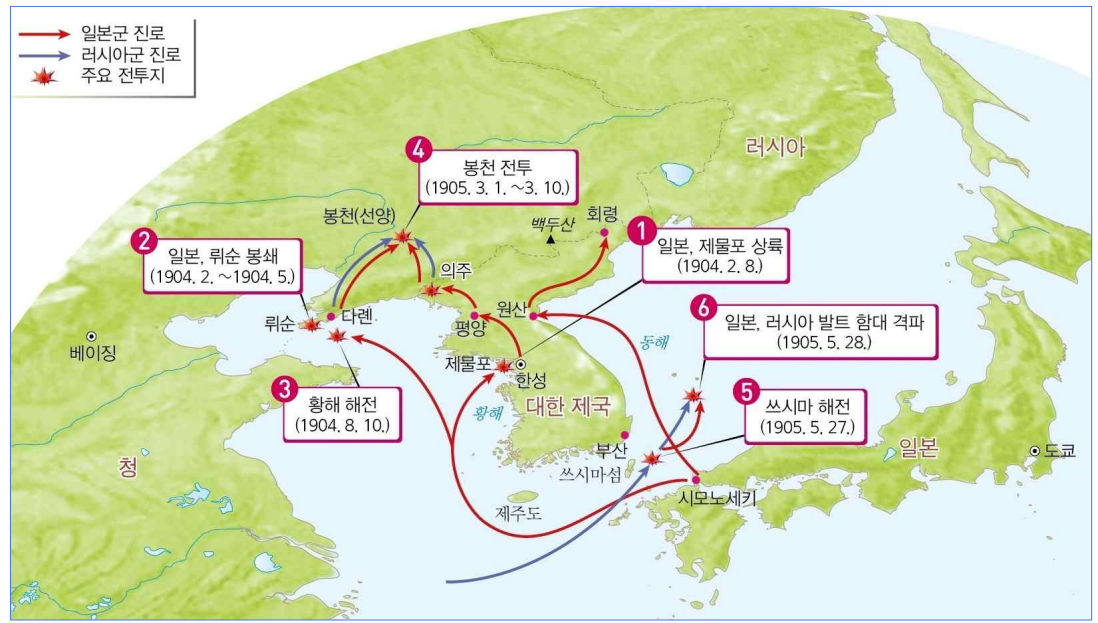 일본군 진로
러시아군 진로
주요 전투지
러시아
4
봉천 전투
(1905. 3. 1. ~3. 10.)
봉천(선양)
백두산
회령
1
일본, 제물포 상륙
(1904. 2. 8.)
2
일본, 뤼순 봉쇄
(1904. 2. ~1904. 5.)
의주
뤼순
다롄
평양
원산
6
일본, 러시아 발트 함대 격파
(1905. 5. 28.)
베이징
제물포
한성
동해
3
황해 해전
(1904. 8. 10.)
황해
대한 제국
5
쓰시마 해전
(1905. 5. 27.)
청
부산
쓰시마섬
일본
도쿄
제주도
시모노세키